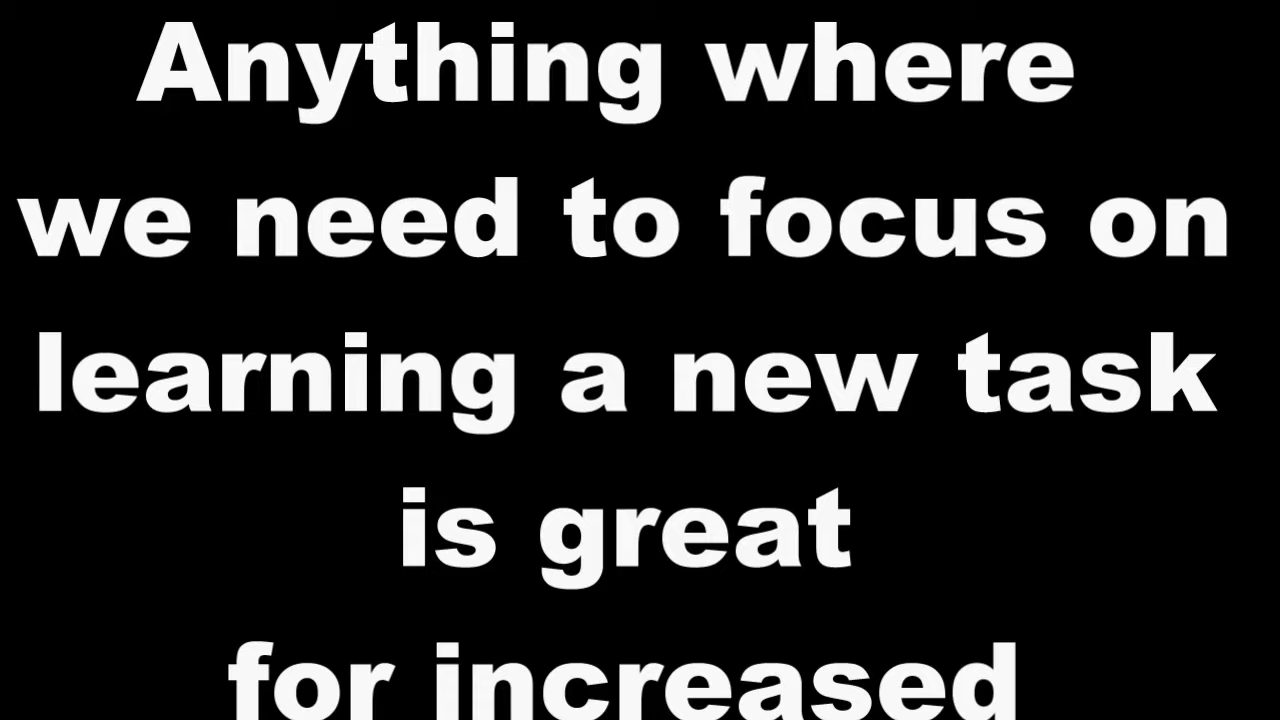 Anything where
we need to focus on
learning a new task
is great
for increased